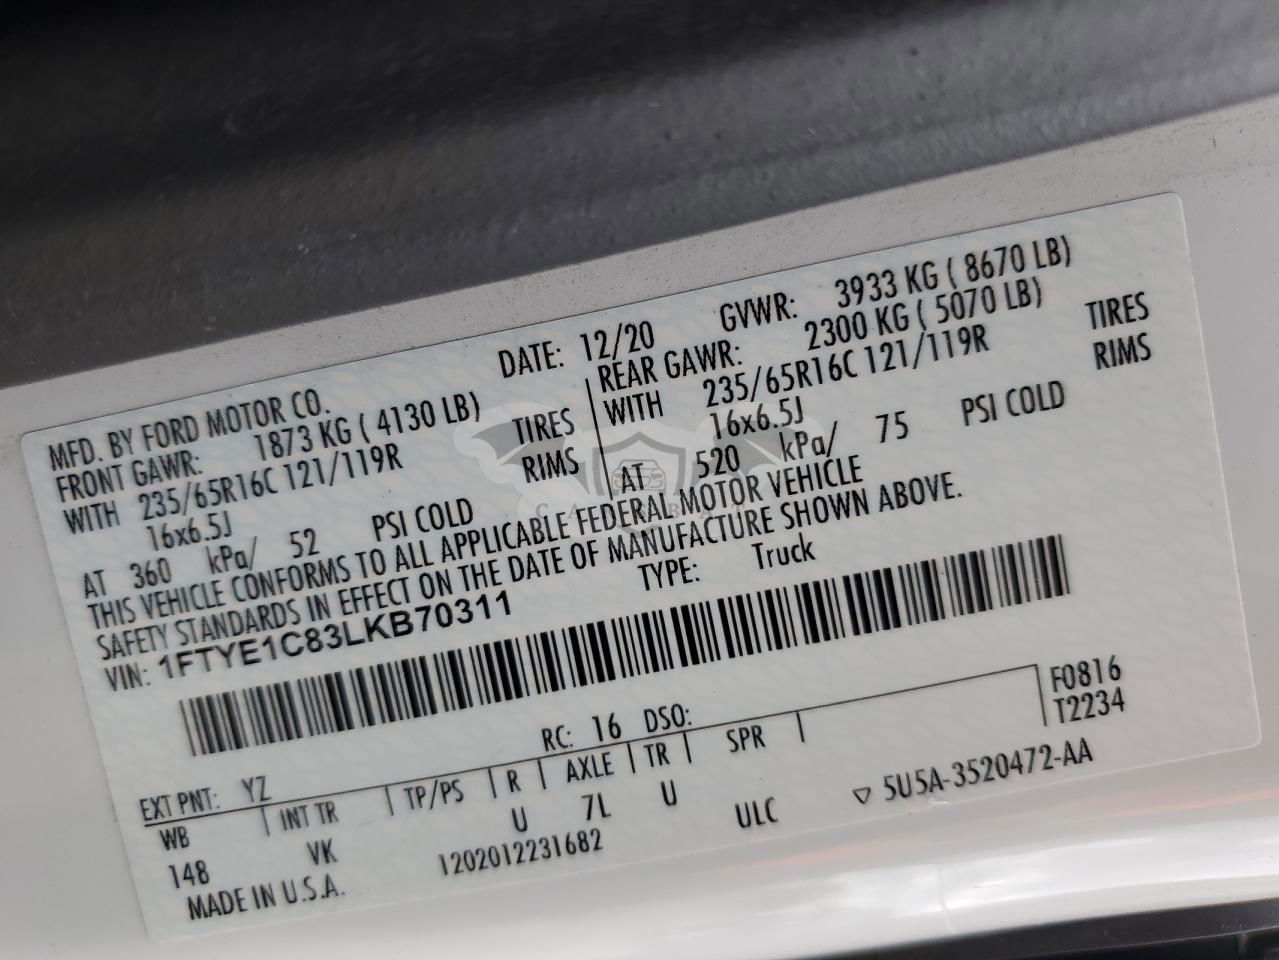 MFD. BY FORD MOTOR CO.
DATE: 12/20
GVWR: 3933 KG ( 8670 LB)
FRONT GAWR: 1873 KG ( 4130 LB)
REAR GAWR: 2300 KG ( 5070 LB)
WITH 235/65R16C 121/119R TIRES
WITH 235/65R16C 121/119R TIRES
16x6.5J RIMS
16x6.5J RIMS
AT 360 kPa/ 52 PSI COLD
AT 520 kPa/ 75 PSI COLD
THIS VEHICLE CONFORMS TO ALL APPLICABLE FEDERAL MOTOR VEHICLE
SAFETY STANDARDS IN EFFECT ON THE DATE OF MANUFACTURE SHOWN ABOVE.
VIN: 1FTYE1C83LKB70311
TYPE: Truck
F0816
T2234
EXT PNT: YZ RC: 16 DSO:
WB INT TR TP/PS R AXLE TR SPR
148 VK U 7L U ULC
5U5A-3520472-AA
MADE IN U.S.A. 1202012231682